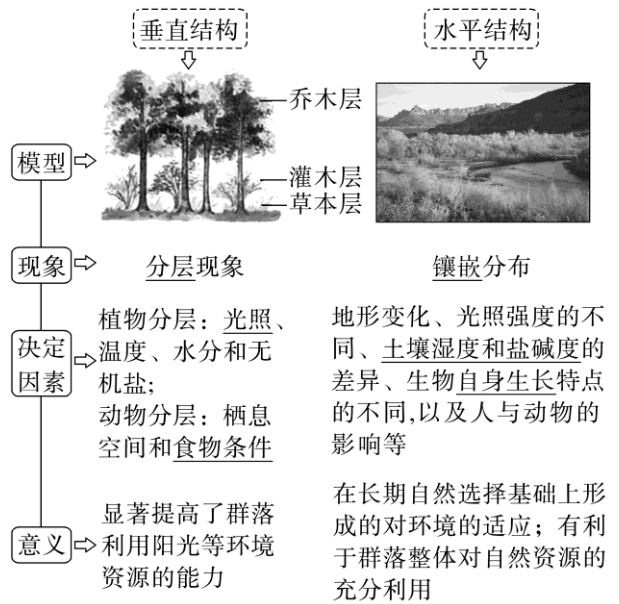 垂直结构
水平结构
模型
乔木层
灌木层
草本层
现象
分层现象
镶嵌分布
决定
因素
植物分层：光照、
温度、水分和无
机盐;
动物分层：栖息
空间和食物条件
地形变化、光照强度的不
同、土壤湿度和盐碱度的
差异、生物自身生长特点
的不同,以及人与动物的
影响等
意义
显著提高了群落
利用阳光等环境
资源的能力
在长期自然选择基础上形
成的对环境的适应；有利
于群落整体对自然资源的
充分利用